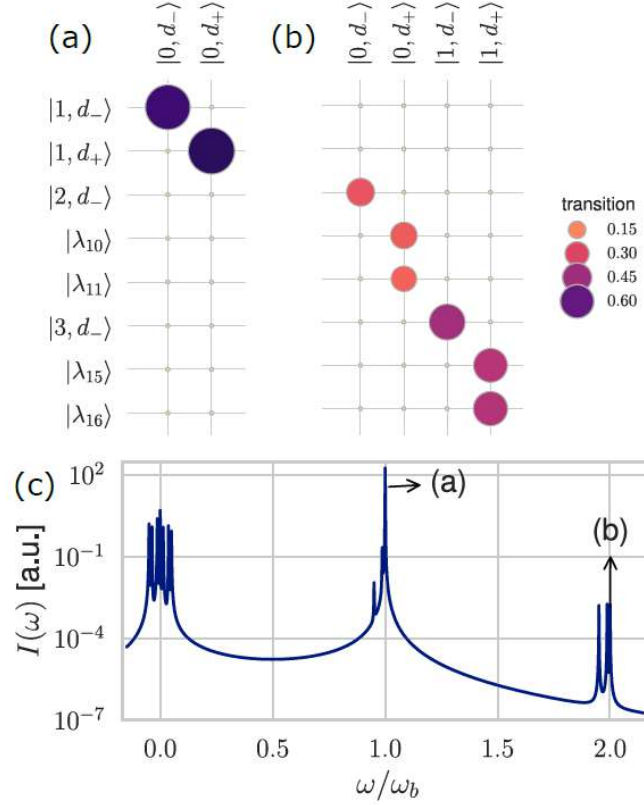 (a)
|0, d₋⟩
|0, d₊⟩
(b)
|0, d₋⟩
|0, d₊⟩
|1, d₋⟩
|1, d₊⟩
|1, d₋⟩
|1, d₊⟩
|2, d₋⟩
|λ₁₀⟩
|λ₁₁⟩
|3, d₋⟩
|λ₁₅⟩
|λ₁₆⟩
transition
0.15
0.30
0.45
0.60
(c)
I(ω) [a.u.]
10²
10⁻¹
10⁻⁴
10⁻⁷
(a)
(b)
0.0
0.5
1.0
1.5
2.0
ω/ω_b